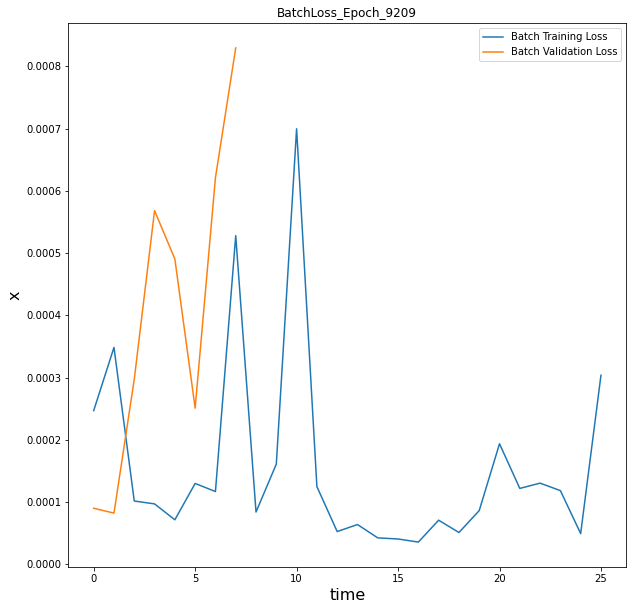 BatchLoss_Epoch_9209
Batch Training Loss
Batch Validation Loss
0.0008
0.0007
0.0006
0.0005
0.0004
0.0003
0.0002
0.0001
0.0000
x
0 5 10 15 20 25
time